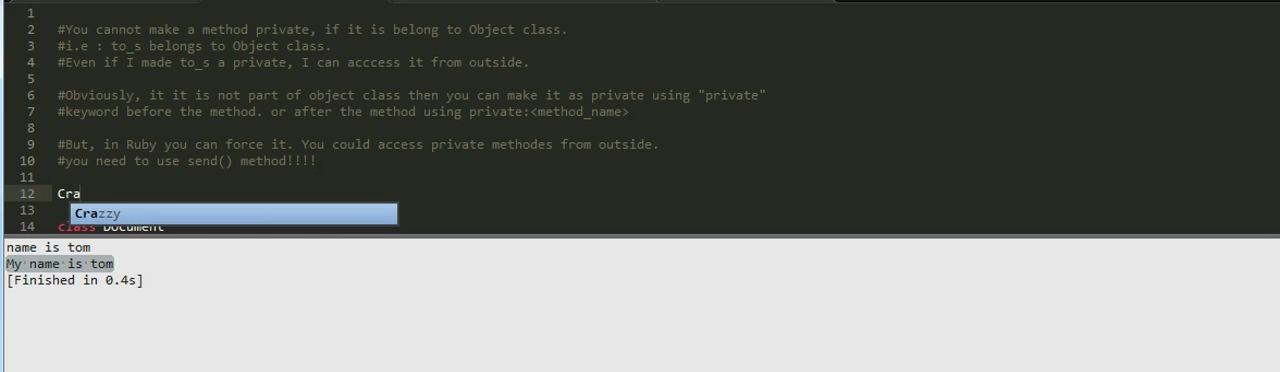 1
2 #You cannot make a method private, if it is belong to Object class.
3 #i.e : to_s belongs to Object class.
4 #Even if I made to_s a private, I can acccess it from outside.
5
6 #Obviously, it it is not part of object class then you can make it as private using "private"
7 #keyword before the method. or after the method using private:<method_name>
8
9 #But, in Ruby you can force it. You could access private methodes from outside.
10 #you need to use send() method!!!!
11
12 Cra
13 Crazzy
14 class Document
name is tom
My name is tom
[Finished in 0.4s]